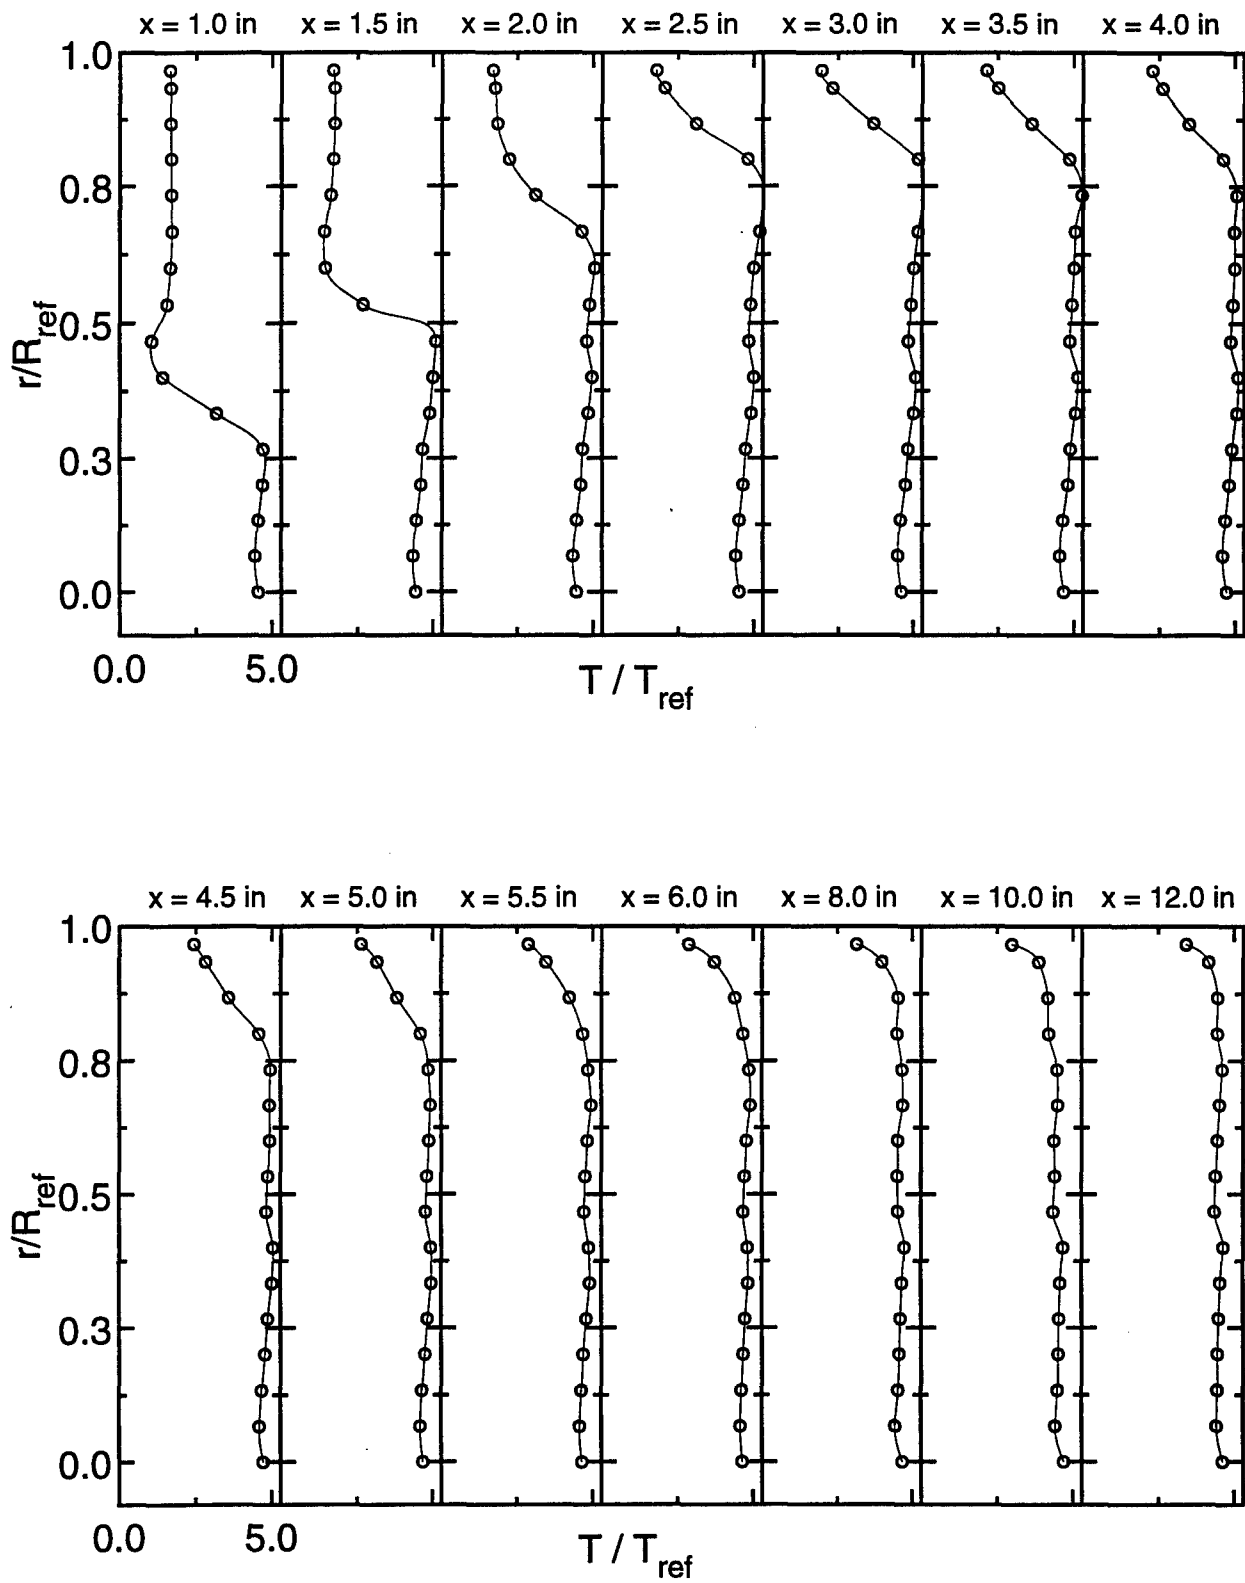 x = 1.0 in x = 1.5 in x = 2.0 in x = 2.5 in x = 3.0 in x = 3.5 in x = 4.0 in
1.0
0.8
0.5
0.3
0.0
r/Rref
0.0 5.0
T / Tref
x = 4.5 in x = 5.0 in x = 5.5 in x = 6.0 in x = 8.0 in x = 10.0 in x = 12.0 in
1.0
0.8
0.5
0.3
0.0
r/Rref
0.0 5.0
T / Tref